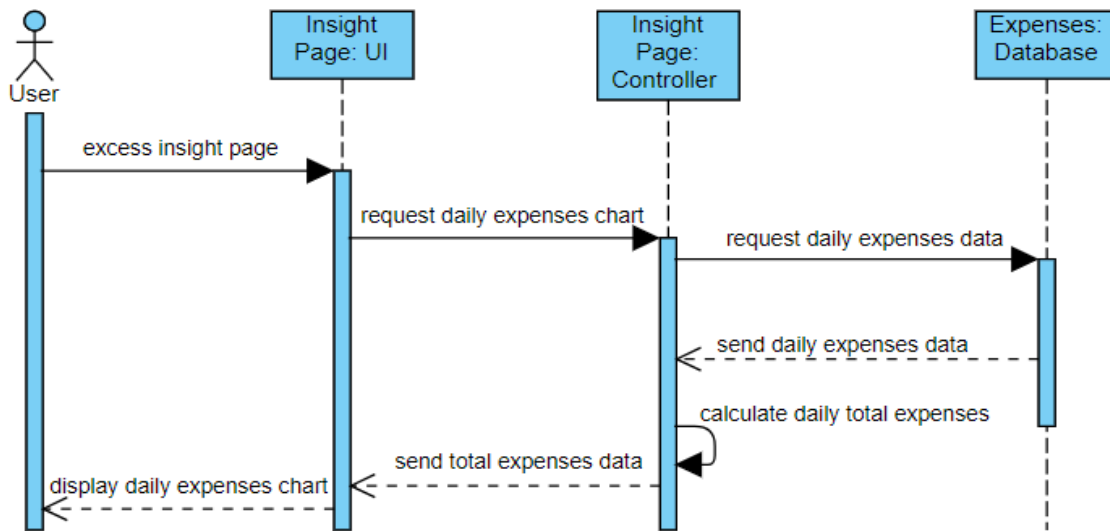 Insight
Page: UI
Insight
Page:
Controller
Expenses:
Database
User
excess insight page
request daily expenses chart
request daily expenses data
send daily expenses data
calculate daily total expenses
send total expenses data
display daily expenses chart